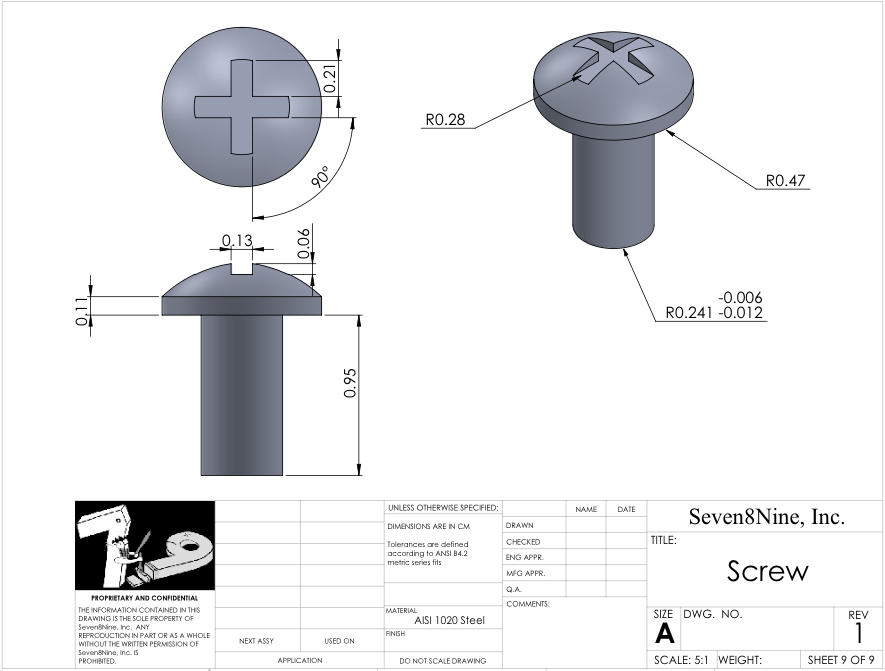 0.21
90°
R0.28
R0.47
-0.006
R0.241 -0.012
0.13
0.06
0.11
0.95
PROPRIETARY AND CONFIDENTIAL
THE INFORMATION CONTAINED IN THIS
DRAWING IS THE SOLE PROPERTY OF
Seven8Nine, Inc. ANY
REPRODUCTION IN PART OR AS A WHOLE
WITHOUT THE WRITTEN PERMISSION OF
Seven8Nine, Inc. IS
PROHIBITED.
NEXT ASSY
USED ON
APPLICATION
UNLESS OTHERWISE SPECIFIED:
DIMENSIONS ARE IN CM
Tolerances are defined
according to ANSI B4.2
metric series fits
MATERIAL
AISI 1020 Steel
FINISH
DO NOT SCALE DRAWING
NAME
DATE
DRAWN
CHECKED
ENG APPR.
MFG APPR.
Q.A.
COMMENTS:
Seven8Nine, Inc.
TITLE:
Screw
SIZE
A
DWG. NO.
REV
1
SCALE: 5:1
WEIGHT:
SHEET 9 OF 9